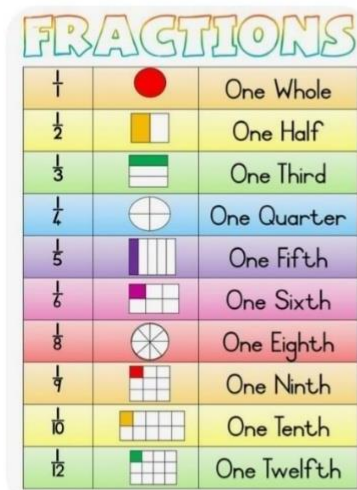 FRACTIONS
1/1 One Whole
1/2 One Half
1/3 One Third
1/4 One Quarter
1/5 One Fifth
1/6 One Sixth
1/8 One Eighth
1/9 One Ninth
1/10 One Tenth
1/12 One Twelfth